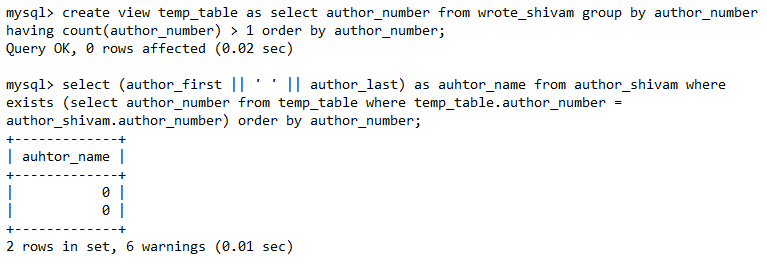 mysql> create view temp_table as select author_number from wrote_shivam group by author_number
having count(author_number) > 1 order by author_number;
Query OK, 0 rows affected (0.02 sec)

mysql> select (author_first || ' ' || author_last) as auhtor_name from author_shivam where
exists (select author_number from temp_table where temp_table.author_number =
author_shivam.author_number) order by author_number;
+-------------+
| auhtor_name |
+-------------+
|           0 |
|           0 |
+-------------+
2 rows in set, 6 warnings (0.01 sec)